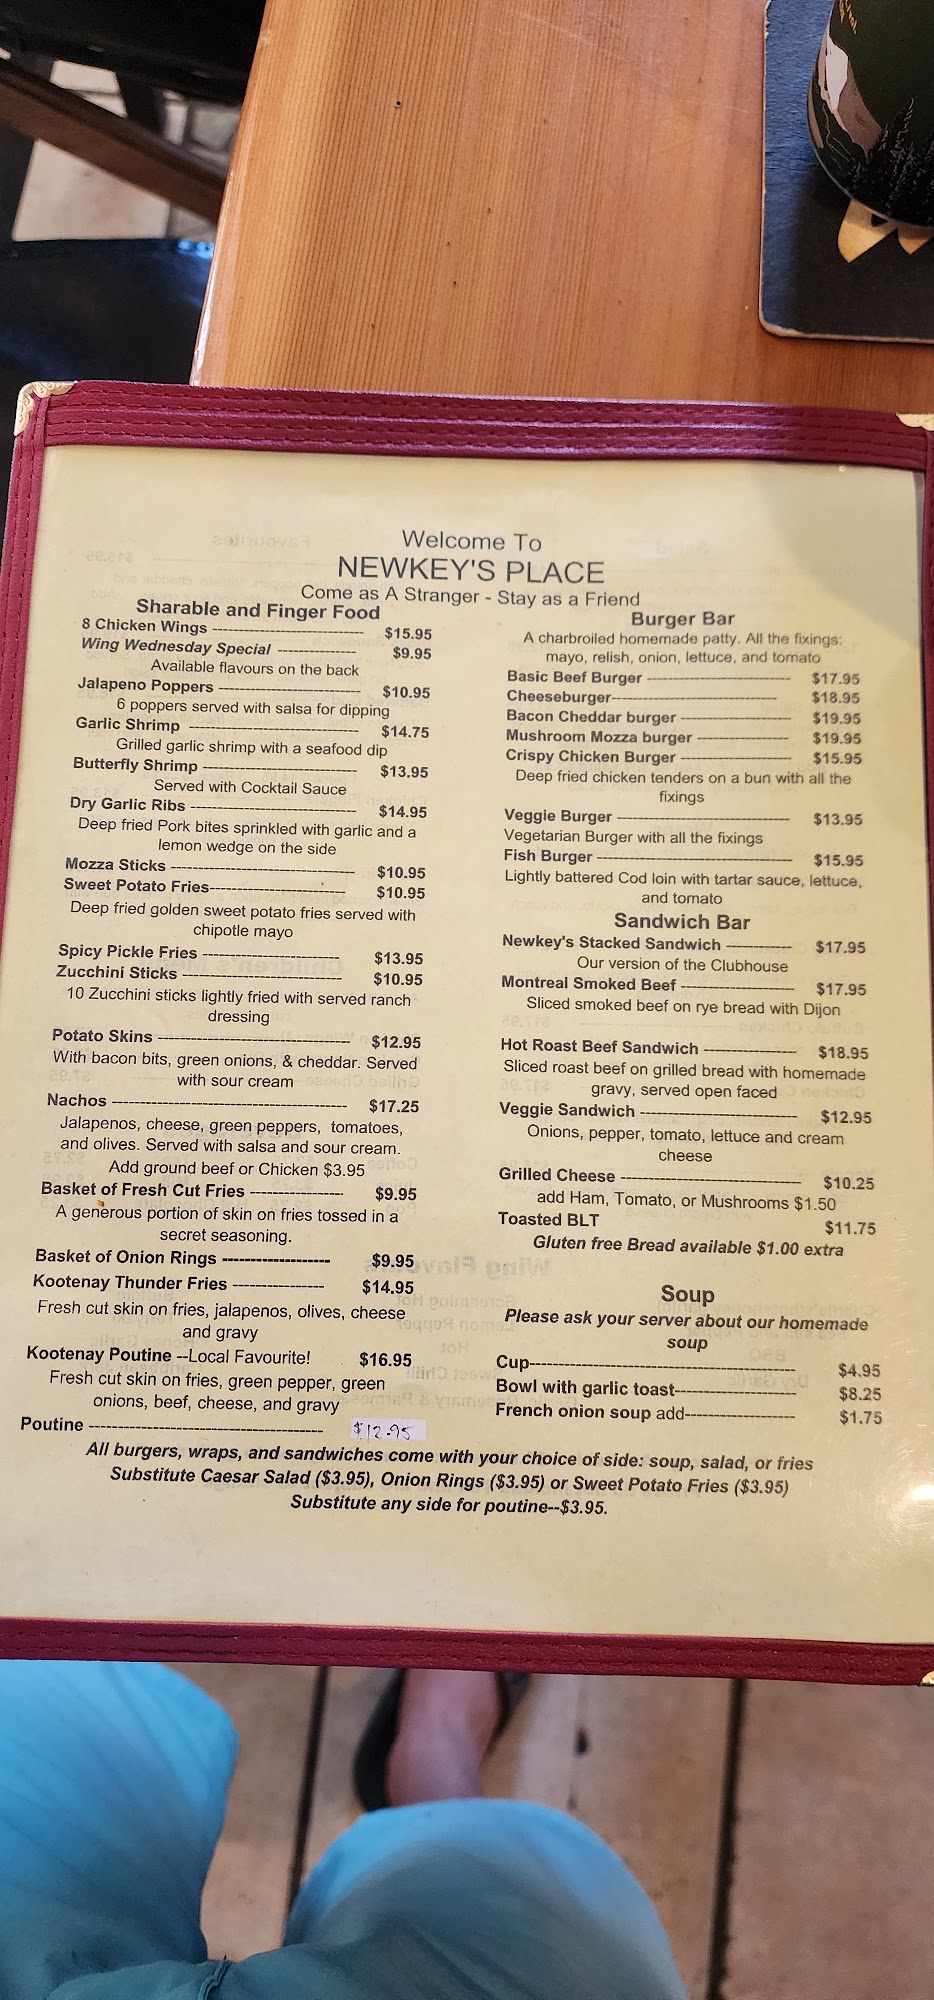 Welcome To
NEWKEY'S PLACE
Come as A Stranger - Stay as a Friend
Sharable and Finger Food
8 Chicken Wings $15.95
Wing Wednesday Special $9.95
Available flavours on the back
Jalapeno Poppers $10.95
6 poppers served with salsa for dipping
Garlic Shrimp $14.75
Grilled garlic shrimp with a seafood dip
Butterfly Shrimp $13.95
Served with Cocktail Sauce
Dry Garlic Ribs $14.95
Deep fried Pork bites sprinkled with garlic and a
lemon wedge on the side
Mozza Sticks $10.95
Sweet Potato Fries $10.95
Deep fried golden sweet potato fries served with
chipotle mayo
Spicy Pickle Fries $13.95
Zucchini Sticks $10.95
10 Zucchini sticks lightly fried with served ranch
dressing
Potato Skins $12.95
With bacon bits, green onions, & cheddar. Served
with sour cream
Nachos $17.25
Jalapenos, cheese, green peppers, tomatoes,
and olives. Served with salsa and sour cream.
Add ground beef or Chicken $3.95
Basket of Fresh Cut Fries $9.95
A generous portion of skin on fries tossed in a
secret seasoning.
Basket of Onion Rings $9.95
Kootenay Thunder Fries $14.95
Fresh cut skin on fries, jalapenos, olives, cheese
and gravy
Kootenay Poutine --Local Favourite! $16.95
Fresh cut skin on fries, green pepper, green
onions, beef, cheese, and gravy
Poutine $12.95
Burger Bar
A charbroiled homemade patty. All the fixings:
mayo, relish, onion, lettuce, and tomato
Basic Beef Burger $17.95
Cheeseburger $18.95
Bacon Cheddar burger $19.95
Mushroom Mozza burger $19.95
Crispy Chicken Burger $15.95
Deep fried chicken tenders on a bun with all the
fixings
Veggie Burger $13.95
Vegetarian Burger with all the fixings
Fish Burger $15.95
Lightly battered Cod loin with tartar sauce, lettuce,
and tomato
Sandwich Bar
Newkey's Stacked Sandwich $17.95
Our version of the Clubhouse
Montreal Smoked Beef $17.95
Sliced smoked beef on rye bread with Dijon
Hot Roast Beef Sandwich $18.95
Sliced roast beef on grilled bread with homemade
gravy, served open faced
Veggie Sandwich $12.95
Onions, pepper, tomato, lettuce and cream
cheese
Grilled Cheese $10.25
add Ham, Tomato, or Mushrooms $1.50
Toasted BLT $11.75
Gluten free Bread available $1.00 extra
Soup
Please ask your server about our homemade
soup
Cup $4.95
Bowl with garlic toast $8.25
French onion soup add $1.75
All burgers, wraps, and sandwiches come with your choice of side: soup, salad, or fries
Substitute Caesar Salad ($3.95), Onion Rings ($3.95) or Sweet Potato Fries ($3.95)
Substitute any side for poutine--$3.95.